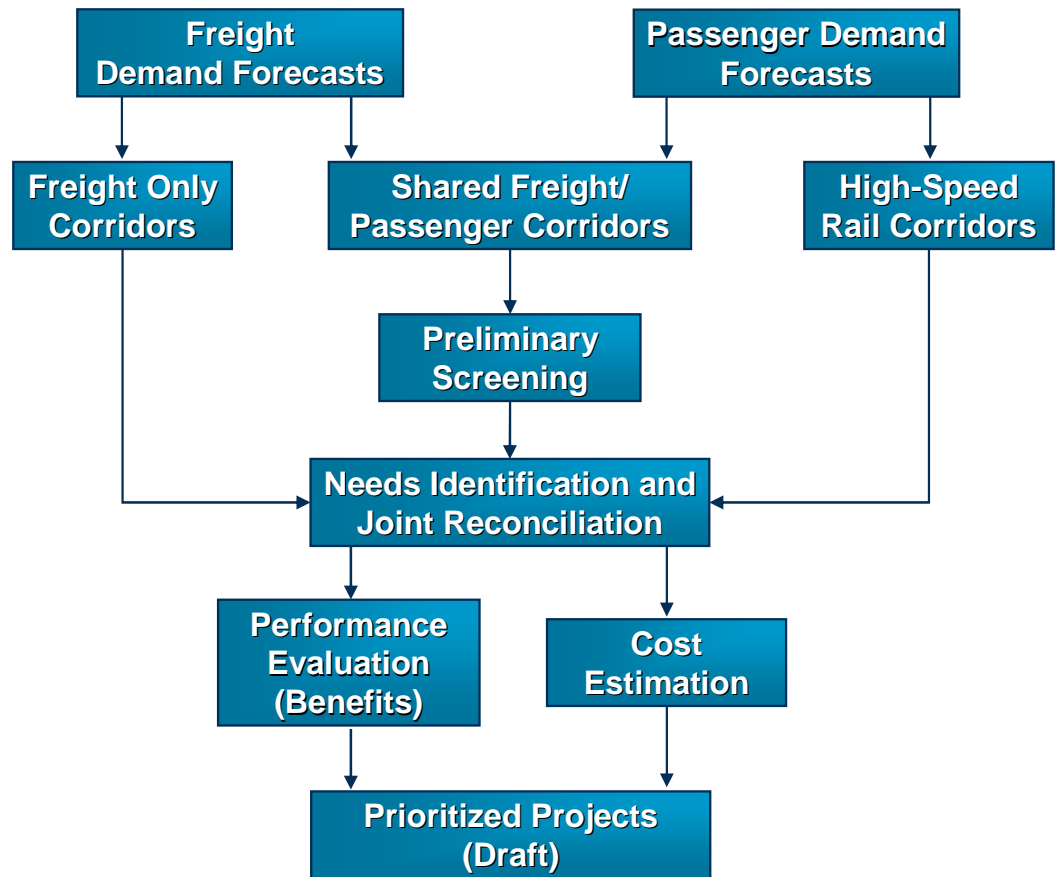 Freight
Demand Forecasts
Passenger Demand
Forecasts
Freight Only
Corridors
Shared Freight/
Passenger Corridors
High-Speed
Rail Corridors
Preliminary
Screening
Needs Identification and
Joint Reconciliation
Performance
Evaluation
(Benefits)
Cost
Estimation
Prioritized Projects
(Draft)